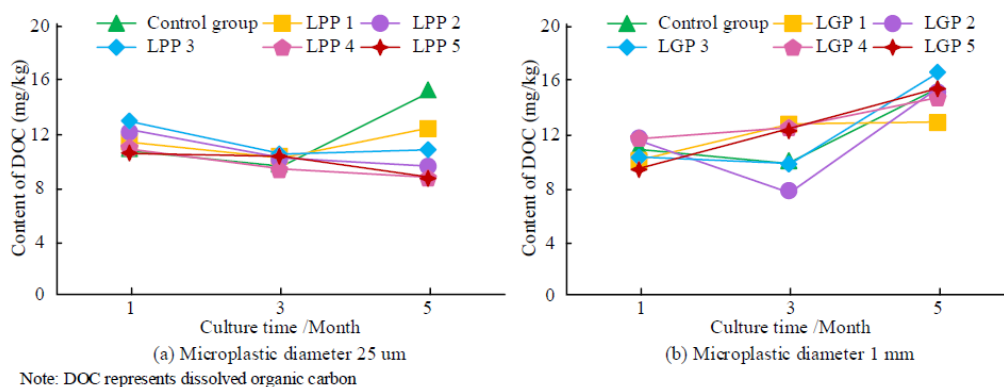 Content of DOC (mg/kg)
20
16
12
8
4
0
Control group
LPP 1
LPP 2
LPP 3
LPP 4
LPP 5
1
3
5
Culture time /Month
(a) Microplastic diameter 25 um
Content of DOC (mg/kg)
20
16
12
8
4
0
Control group
LGP 1
LGP 2
LGP 3
LGP 4
LGP 5
1
3
5
Culture time /Month
(b) Microplastic diameter 1 mm
Note: DOC represents dissolved organic carbon